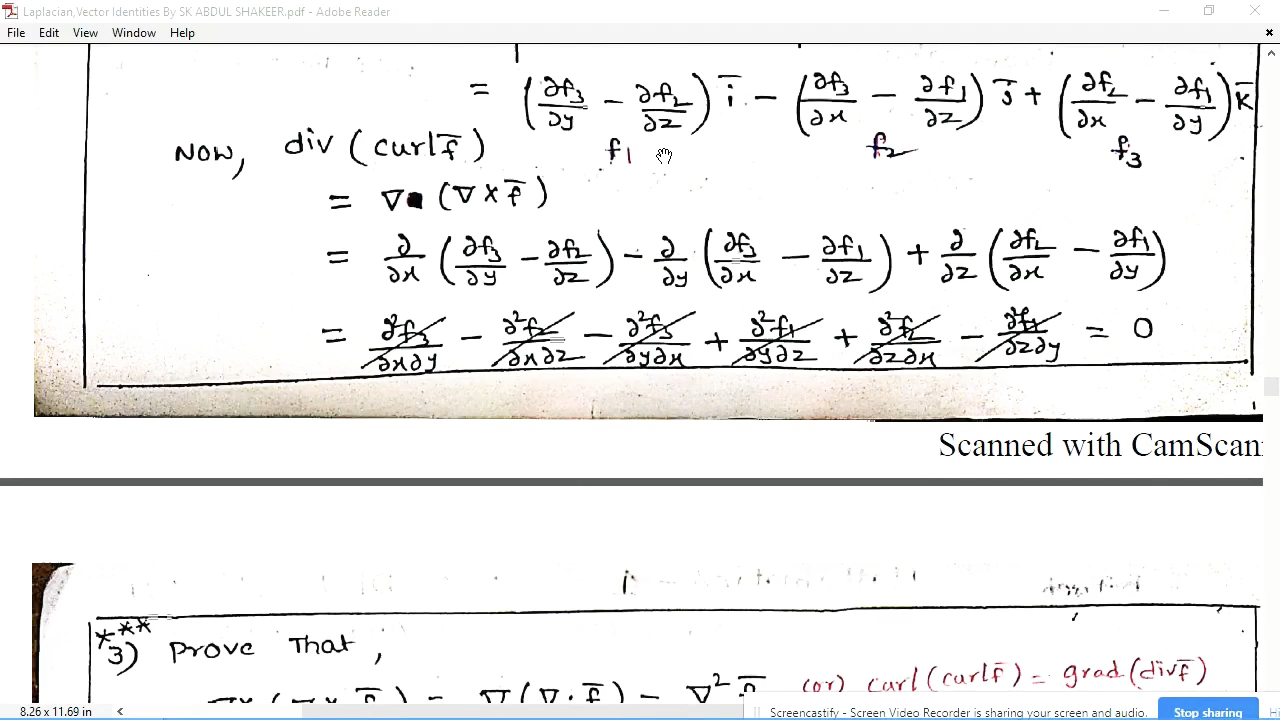 Laplacian,Vector Identities By SK ABDUL SHAKEER.pdf - Adobe Reader
File Edit View Window Help
= (∂f₃/∂y − ∂f₂/∂z) i̅ − (∂f₃/∂x − ∂f₁/∂z) j̅ + (∂f₂/∂x − ∂f₁/∂y) k̅
f₁ f₂ f₃
Now, div (curl f̅)
= ∇・(∇ × f̅)
= ∂/∂x (∂f₃/∂y − ∂f₂/∂z) − ∂/∂y (∂f₃/∂x − ∂f₁/∂z) + ∂/∂z (∂f₂/∂x − ∂f₁/∂y)
= ∂²f₃/∂x∂y − ∂²f₂/∂x∂z − ∂²f₃/∂y∂x + ∂²f₁/∂y∂z + ∂²f₂/∂z∂x − ∂²f₁/∂z∂y = 0
Scanned with CamScan
*** 3) Prove That,
∇ × (∇ × f̅) = ∇(∇ · f̅) − ∇² f̅ (or) curl (curl f̅) = grad (div f̅)
8.26 x 11.69 in
Screencastify - Screen Video Recorder is sharing your screen and audio. Stop sharing Hi